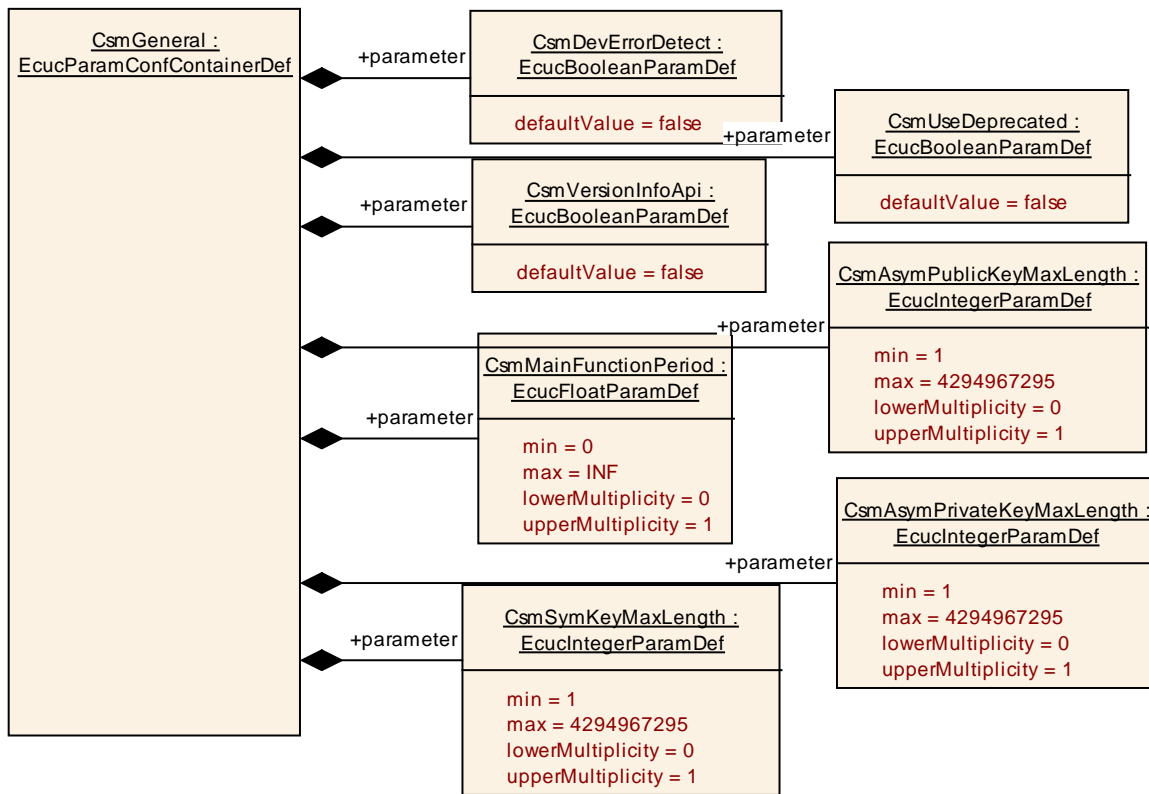 CsmGeneral :
EcucParamConfContainerDef
+parameter
CsmDevErrorDetect :
EcucBooleanParamDef
defaultValue = false
+parameter
CsmUseDeprecated :
EcucBooleanParamDef
defaultValue = false
+parameter
CsmVersionInfoApi :
EcucBooleanParamDef
defaultValue = false
+parameter
CsmAsymPublicKeyMaxLength :
EcucIntegerParamDef
min = 1
max = 4294967295
lowerMultiplicity = 0
upperMultiplicity = 1
+parameter
CsmMainFunctionPeriod :
EcucFloatParamDef
min = 0
max = INF
lowerMultiplicity = 0
upperMultiplicity = 1
+parameter
CsmAsymPrivateKeyMaxLength :
EcucIntegerParamDef
min = 1
max = 4294967295
lowerMultiplicity = 0
upperMultiplicity = 1
+parameter
CsmSymKeyMaxLength :
EcucIntegerParamDef
min = 1
max = 4294967295
lowerMultiplicity = 0
upperMultiplicity = 1